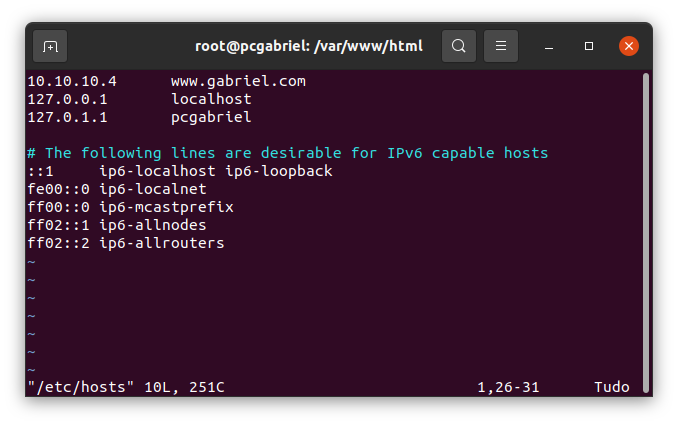 root@pcgabriel: /var/www/html
10.10.10.4      www.gabriel.com
127.0.0.1       localhost
127.0.1.1       pcgabriel
# The following lines are desirable for IPv6 capable hosts
::1     ip6-localhost ip6-loopback
fe00::0 ip6-localnet
ff00::0 ip6-mcastprefix
ff02::1 ip6-allnodes
ff02::2 ip6-allrouters
~
~
~
~
~
~
~
"/etc/hosts" 10L, 251C                                1,26-31      Tudo